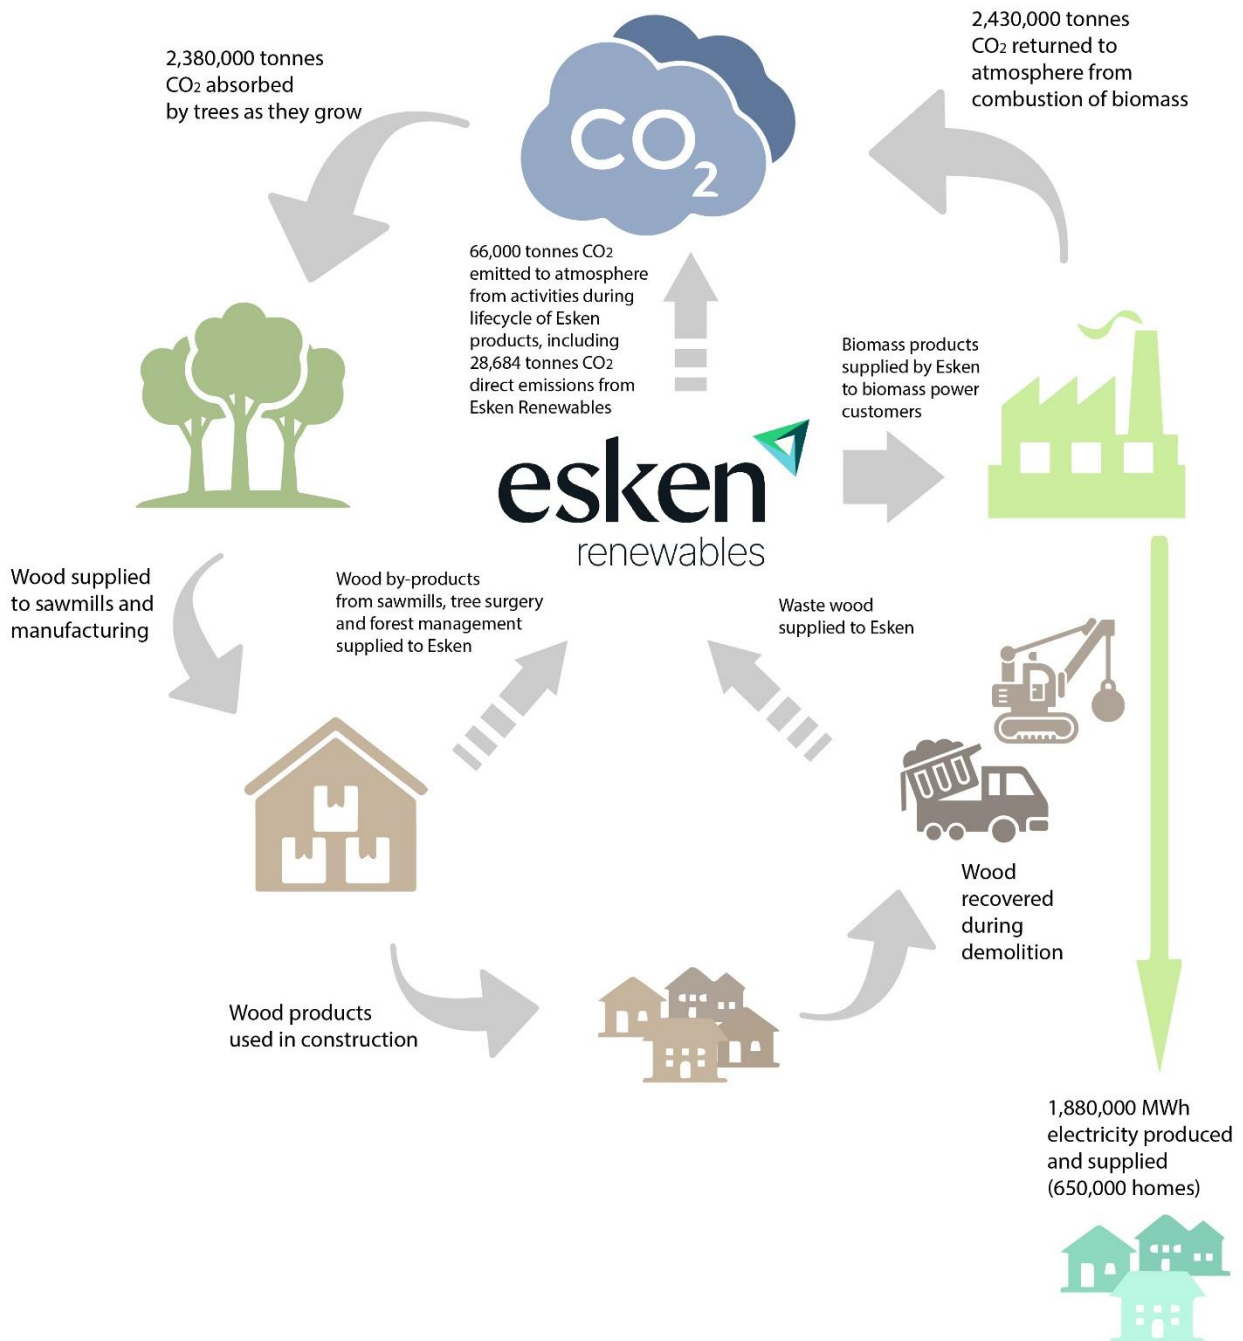 2,380,000 tonnes
CO2 absorbed
by trees as they grow
CO2
2,430,000 tonnes
CO2 returned to
atmosphere from
combustion of biomass
66,000 tonnes CO2
emitted to atmosphere
from activities during
lifecycle of Esken
products, including
28,684 tonnes CO2
direct emissions from
Esken Renewables
Biomass products
supplied by Esken
to biomass power
customers
esken
renewables
Wood supplied
to sawmills and
manufacturing
Wood by-products
from sawmills, tree surgery
and forest management
supplied to Esken
Waste wood
supplied to Esken
Wood
recovered
during
demolition
Wood products
used in construction
1,880,000 MWh
electricity produced
and supplied
(650,000 homes)